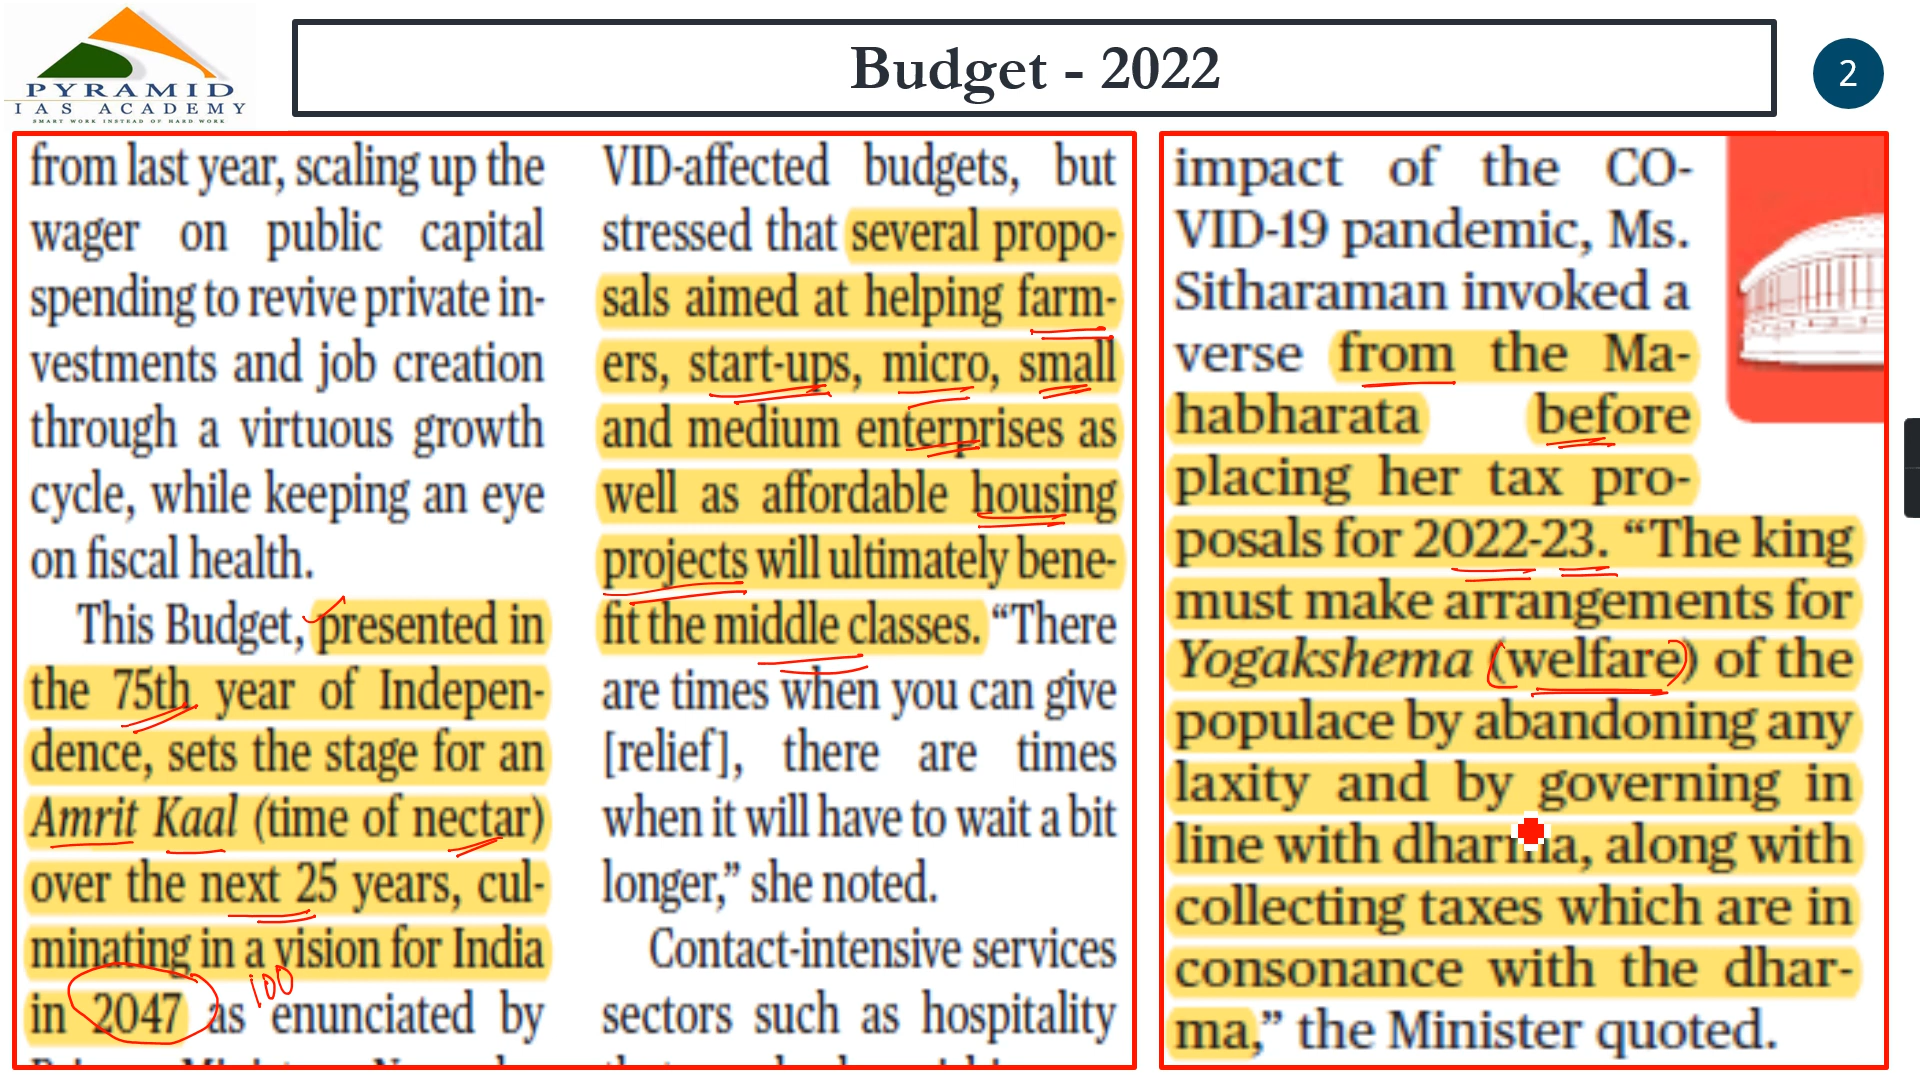 PYRAMID
IAS ACADEMY
SMART WORK INSTEAD OF HARD WORK
Budget - 2022
2
from last year, scaling up the
wager on public capital
spending to revive private in-
vestments and job creation
through a virtuous growth
cycle, while keeping an eye
on fiscal health.
This Budget, presented in
the 75th year of Indepen-
dence, sets the stage for an
Amrit Kaal (time of nectar)
over the next 25 years, cul-
minating in a vision for India
100
in 2047 as enunciated by
VID-affected budgets, but
stressed that several propo-
sals aimed at helping farm-
ers, start-ups, micro, small
and medium enterprises as
well as affordable housing
projects will ultimately bene-
fit the middle classes. “There
are times when you can give
[relief], there are times
when it will have to wait a bit
longer,” she noted.
Contact-intensive services
sectors such as hospitality
impact of the CO-
VID-19 pandemic, Ms.
Sitharaman invoked a
verse from the Ma-
habharata before
placing her tax pro-
posals for 2022-23. “The king
must make arrangements for
Yogakshema (welfare) of the
populace by abandoning any
laxity and by governing in
line with dharma, along with
collecting taxes which are in
consonance with the dhar-
ma,” the Minister quoted.